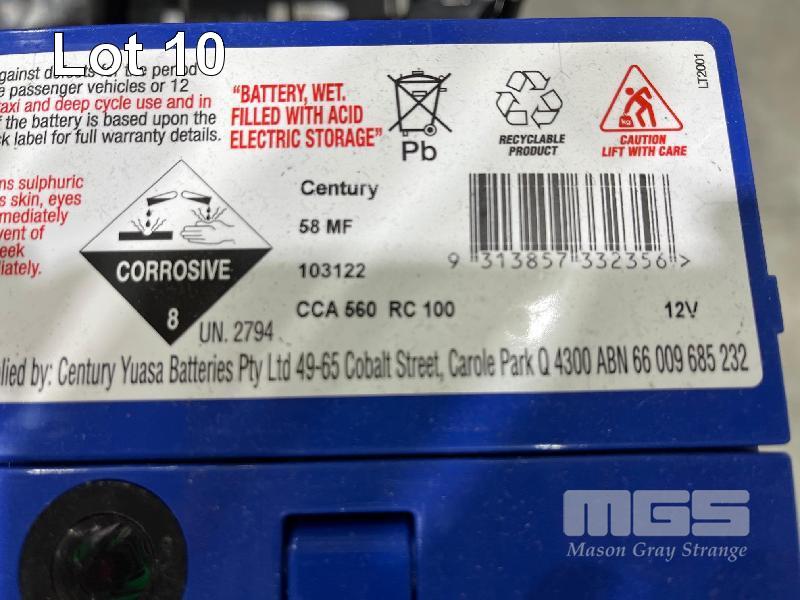 Lot 10
against defects for the period
passenger vehicles or 12
taxi and deep cycle use and in
f the battery is based upon the
ck label for full warranty details.
"BATTERY, WET.
FILLED WITH ACID
ELECTRIC STORAGE"
Pb
RECYCLABLE
PRODUCT
kg
CAUTION
LIFT WITH CARE
LT2001
ns sulphuric
s skin, eyes
mediately
vent of
eek
iately.
CORROSIVE
8
UN. 2794
Century
58 MF
103122
CCA 560 RC 100
9 313857 332356 >
12V
lied by: Century Yuasa Batteries Pty Ltd 49-65 Cobalt Street, Carole Park Q 4300 ABN 66 009 685 232
MGS
Mason Gray Strange